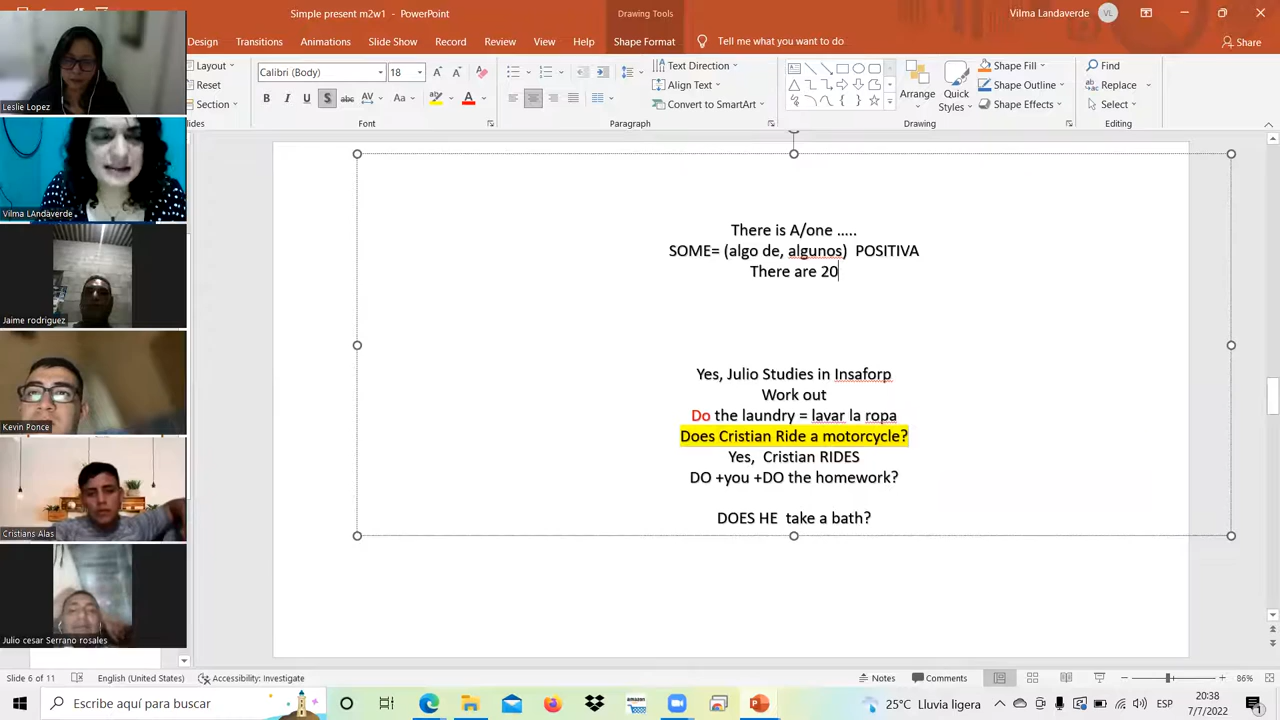 Simple present m2w1 - PowerPoint
Drawing Tools
Vilma Landaverde
VL
Design
Transitions
Animations
Slide Show
Record
Review
View
Help
Shape Format
Tell me what you want to do
Share
Layout
Reset
Section
Calibri (Body)
18
Text Direction
Align Text
Convert to SmartArt
Arrange
Quick
Styles
Shape Fill
Shape Outline
Shape Effects
Find
Replace
Select
Font
Paragraph
Drawing
Editing
Leslie Lopez
Vilma LAndaverde
Jaime rodriguez
Kevin Ponce
Cristians Alas
Julio cesar Serrano rosales
There is A/one .....
SOME= (algo de, algunos) POSITIVA
There are 20
Yes, Julio Studies in Insaforp
Work out
Do the laundry = lavar la ropa
Does Cristian Ride a motorcycle?
Yes, Cristian RIDES
DO +you +DO the homework?
DOES HE take a bath?
Slide 6 of 11
English (United States)
Accessibility: Investigate
Notes
Comments
86%
Escribe aquí para buscar
amazon
25°C Lluvia ligera
ESP
20:38
7/7/2022
1